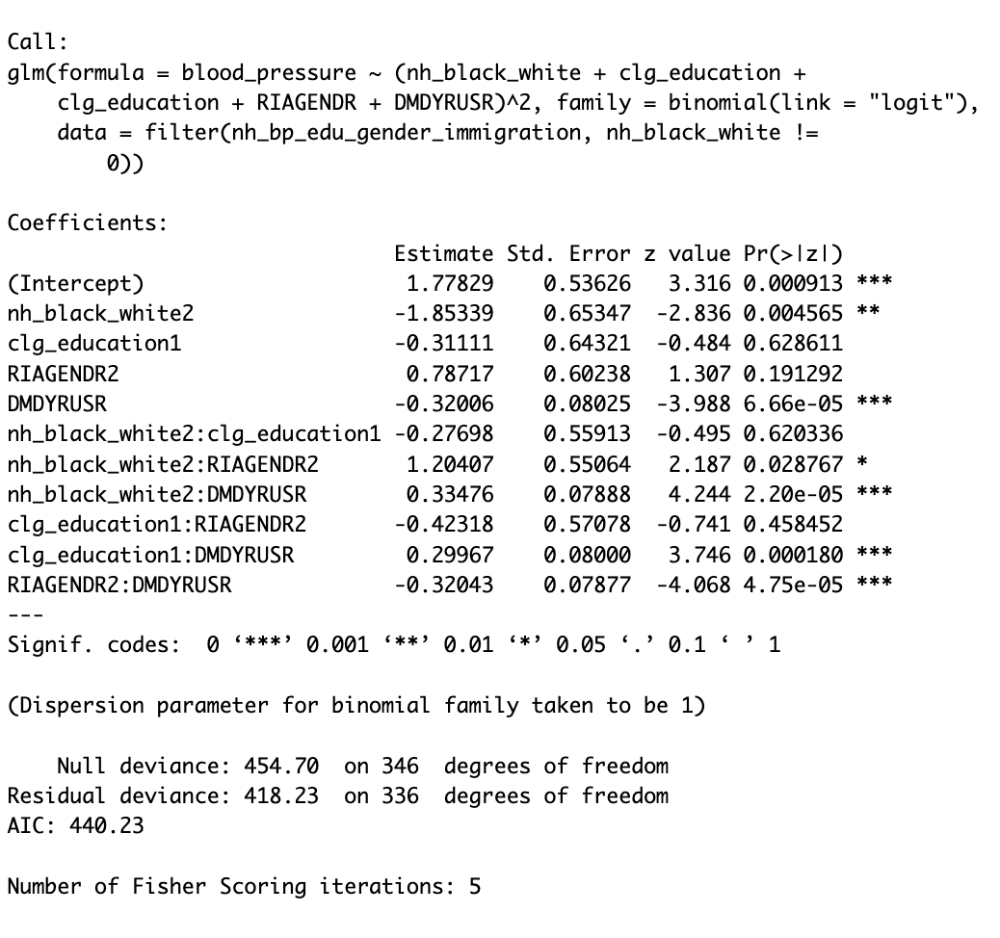 Call:
glm(formula = blood_pressure ~ (nh_black_white + clg_education +
    clg_education + RIAGENDR + DMDYRUSR)^2, family = binomial(link = "logit"),
    data = filter(nh_bp_edu_gender_immigration, nh_black_white !=
        0))

Coefficients:
                               Estimate Std. Error z value Pr(>|z|)
(Intercept)                     1.77829    0.53626   3.316 0.000913 ***
nh_black_white2                -1.85339    0.65347  -2.836 0.004565 **
clg_education1                 -0.31111    0.64321  -0.484 0.628611
RIAGENDR2                       0.78717    0.60238   1.307 0.191292
DMDYRUSR                       -0.32006    0.08025  -3.988 6.66e-05 ***
nh_black_white2:clg_education1 -0.27698    0.55913  -0.495 0.620336
nh_black_white2:RIAGENDR2       1.20407    0.55064   2.187 0.028767 *
nh_black_white2:DMDYRUSR        0.33476    0.07888   4.244 2.20e-05 ***
clg_education1:RIAGENDR2       -0.42318    0.57078  -0.741 0.458452
clg_education1:DMDYRUSR         0.29967    0.08000   3.746 0.000180 ***
RIAGENDR2:DMDYRUSR             -0.32043    0.07877  -4.068 4.75e-05 ***
---
Signif. codes:  0 ‘***’ 0.001 ‘**’ 0.01 ‘*’ 0.05 ‘.’ 0.1 ‘ ’ 1

(Dispersion parameter for binomial family taken to be 1)

    Null deviance: 454.70  on 346  degrees of freedom
Residual deviance: 418.23  on 336  degrees of freedom
AIC: 440.23

Number of Fisher Scoring iterations: 5